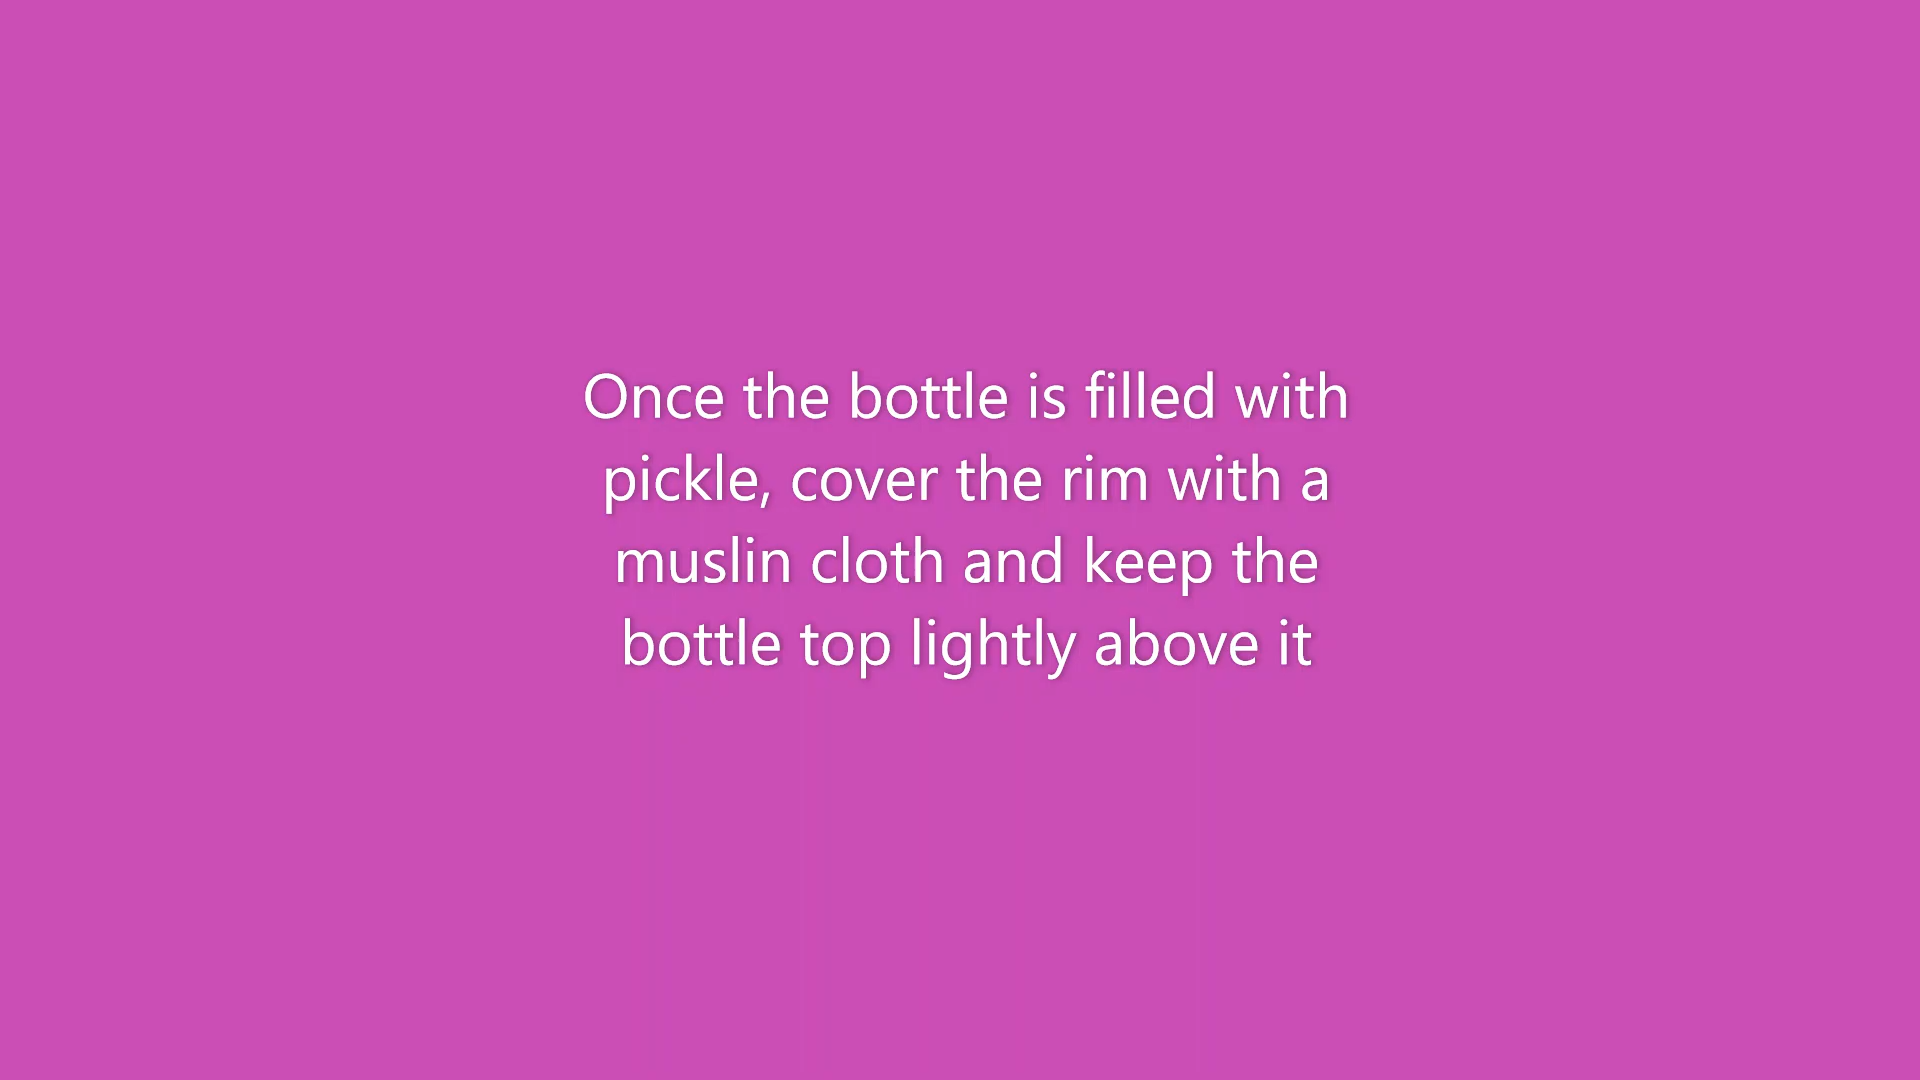 Once the bottle is filled with
pickle, cover the rim with a
muslin cloth and keep the
bottle top lightly above it